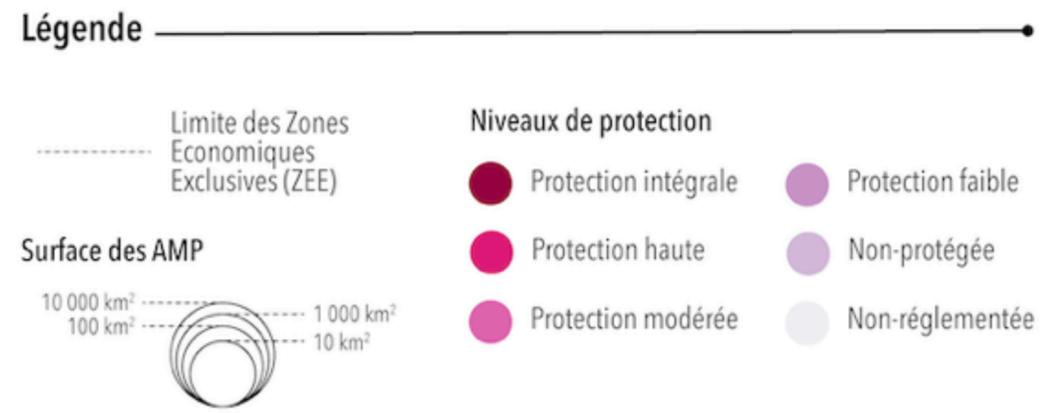 Légende
Limite des Zones
Economiques
Exclusives (ZEE)
Surface des AMP
10 000 km²
1 000 km²
100 km²
10 km²
Niveaux de protection
Protection intégrale
Protection haute
Protection modérée
Protection faible
Non-protégée
Non-réglementée